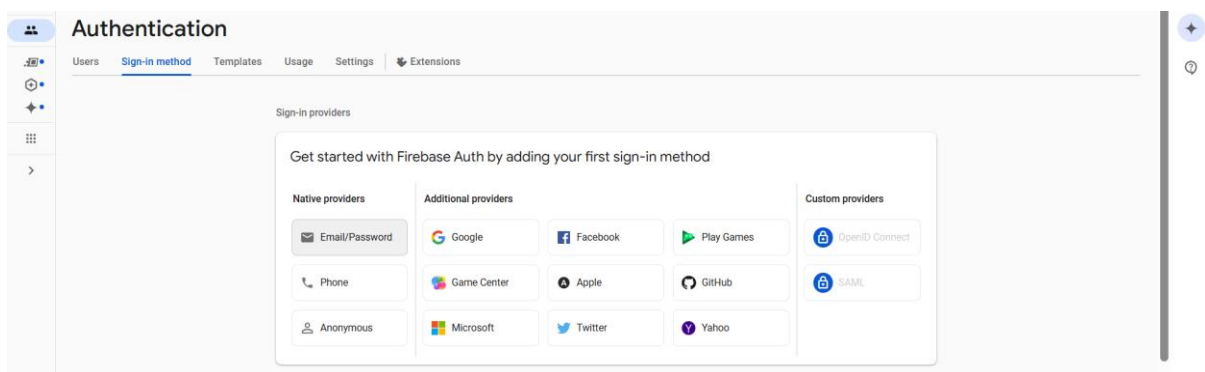 Authentication
Users Sign-in method Templates Usage Settings Extensions
Sign-in providers
Get started with Firebase Auth by adding your first sign-in method
Native providers Additional providers Custom providers
Email/Password Google Facebook Play Games OpenID Connect
Phone Game Center Apple GitHub SAML
Anonymous Microsoft Twitter Yahoo